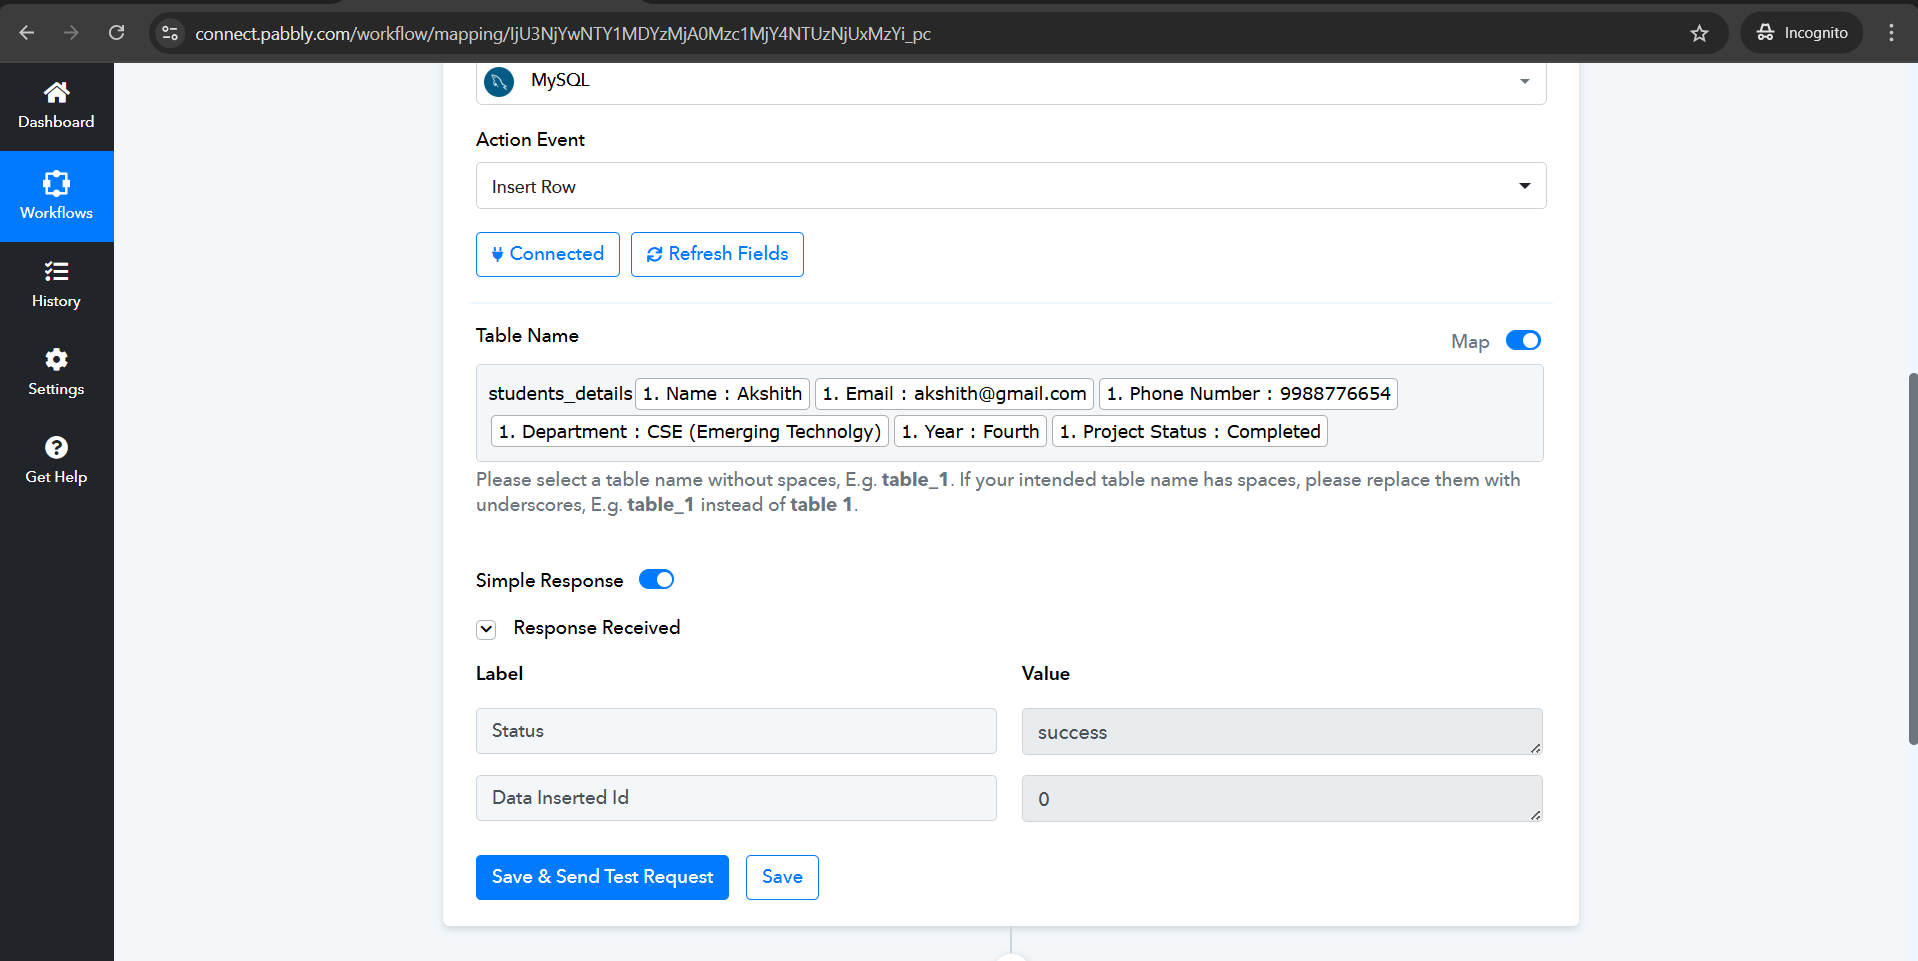 connect.pabbly.com/workflow/mapping/IjU3NjYwNTY1MDYzMjA0Mzc1MjY4NTUzNjUxMzYi_pc
Incognito
Dashboard
Workflows
History
Settings
Get Help
MySQL
Action Event
Insert Row
Connected
Refresh Fields
Table Name
Map
students_details 1. Name : Akshith 1. Email : akshith@gmail.com 1. Phone Number : 9988776654
1. Department : CSE (Emerging Technolgy) 1. Year : Fourth 1. Project Status : Completed
Please select a table name without spaces, E.g. table_1. If your intended table name has spaces, please replace them with
underscores, E.g. table_1 instead of table 1.
Simple Response
Response Received
Label Value
Status success
Data Inserted Id 0
Save & Send Test Request Save